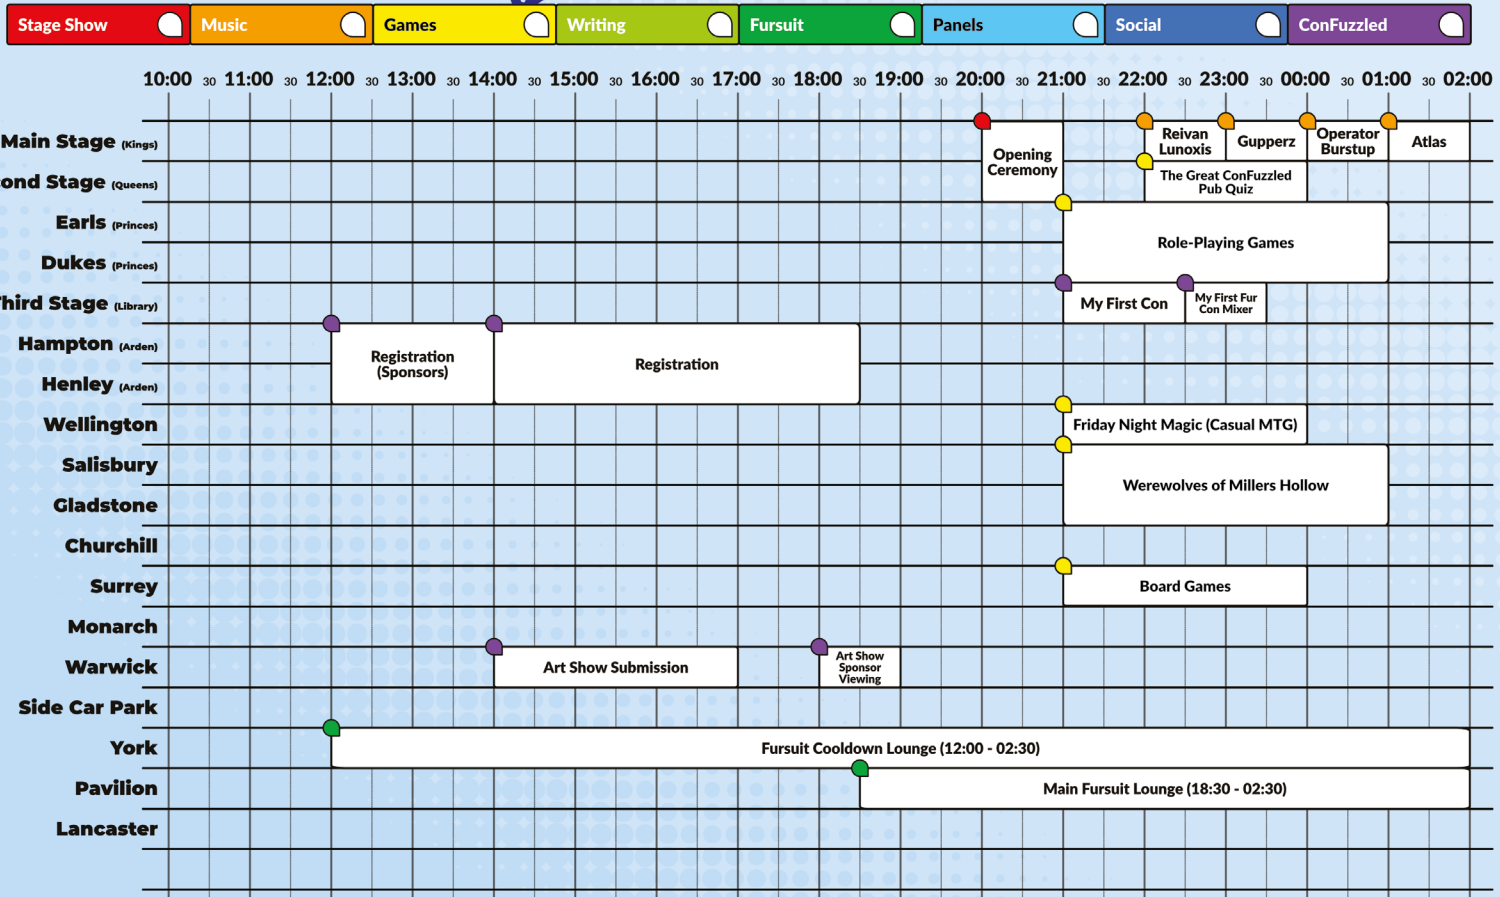 Stage Show Music Games Writing Fursuit Panels Social ConFuzzled
10:00 30 11:00 30 12:00 30 13:00 30 14:00 30 15:00 30 16:00 30 17:00 30 18:00 30 19:00 30 20:00 30 21:00 30 22:00 30 23:00 30 00:00 30 01:00 30 02:00
Main Stage (Kings)
Opening
Ceremony
Reivan
Lunoxis
Gupperz
Operator
Burstup
Atlas
ond Stage (Queens)
The Great ConFuzzled
Pub Quiz
Earls (Princes)
Role-Playing Games
Dukes (Princes)
hird Stage (Library)
My First Con
My First Fur
Con Mixer
Hampton (Arden)
Registration
(Sponsors)
Registration
Henley (Arden)
Wellington
Friday Night Magic (Casual MTG)
Salisbury
Werewolves of Millers Hollow
Gladstone
Churchill
Surrey
Board Games
Monarch
Warwick
Art Show Submission
Art Show
Sponsor
Viewing
Side Car Park
York
Fursuit Cooldown Lounge (12:00 - 02:30)
Pavilion
Main Fursuit Lounge (18:30 - 02:30)
Lancaster